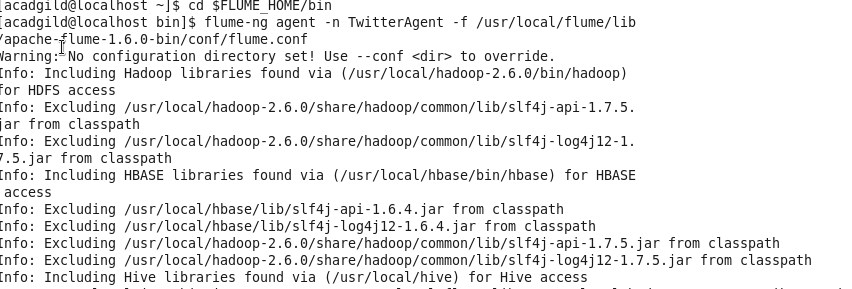 [acadgild@localhost ~]$ cd $FLUME_HOME/bin
[acadgild@localhost bin]$ flume-ng agent -n TwitterAgent -f /usr/local/flume/lib
/apache-flume-1.6.0-bin/conf/flume.conf
Warning: No configuration directory set! Use --conf <dir> to override.
Info: Including Hadoop libraries found via (/usr/local/hadoop-2.6.0/bin/hadoop)
for HDFS access
Info: Excluding /usr/local/hadoop-2.6.0/share/hadoop/common/lib/slf4j-api-1.7.5.
jar from classpath
Info: Excluding /usr/local/hadoop-2.6.0/share/hadoop/common/lib/slf4j-log4j12-1.
7.5.jar from classpath
Info: Including HBASE libraries found via (/usr/local/hbase/bin/hbase) for HBASE
access
Info: Excluding /usr/local/hbase/lib/slf4j-api-1.6.4.jar from classpath
Info: Excluding /usr/local/hbase/lib/slf4j-log4j12-1.6.4.jar from classpath
Info: Excluding /usr/local/hadoop-2.6.0/share/hadoop/common/lib/slf4j-api-1.7.5.jar from classpath
Info: Excluding /usr/local/hadoop-2.6.0/share/hadoop/common/lib/slf4j-log4j12-1.7.5.jar from classpath
Info: Including Hive libraries found via (/usr/local/hive) for Hive access